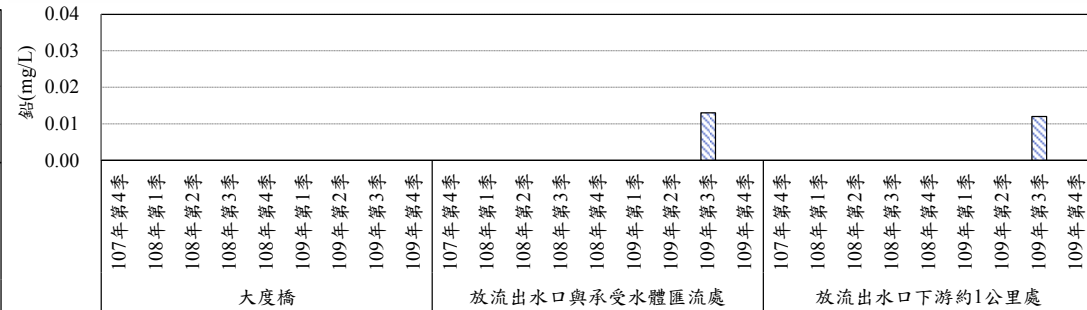 鉛(mg/L)
0.04
0.03
0.02
0.01
0.00
107年第4季
108年第1季
108年第2季
108年第3季
108年第4季
109年第1季
109年第2季
109年第3季
109年第4季
107年第4季
108年第1季
108年第2季
108年第3季
108年第4季
109年第1季
109年第2季
109年第3季
109年第4季
107年第4季
108年第1季
108年第2季
108年第3季
108年第4季
109年第1季
109年第2季
109年第3季
109年第4季
大度橋
放流出水口與承受水體匯流處
放流出水口下游約1公里處